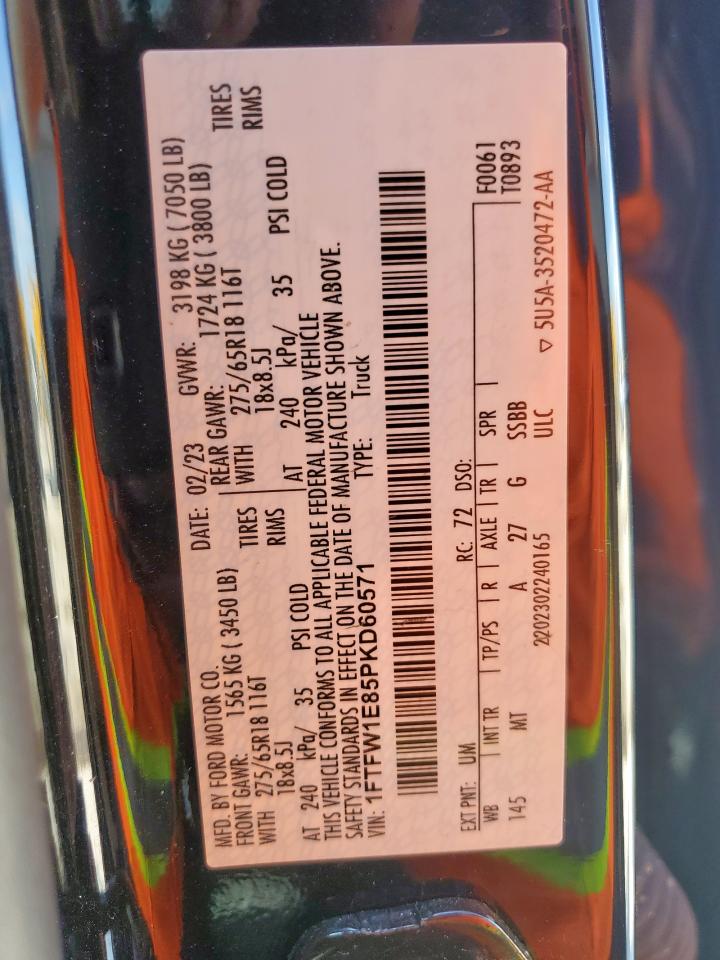 MFD. BY FORD MOTOR CO.
DATE: 02/23 GVWR: 3198 KG ( 7050 LB)
FRONT GAWR: 1565 KG ( 3450 LB)
REAR GAWR: 1724 KG ( 3800 LB)
WITH 275/65R18 116T TIRES
WITH 275/65R18 116T TIRES
18x8.5J RIMS
18x8.5J RIMS
AT 240 kPa/ 35 PSI COLD
AT 240 kPa/ 35 PSI COLD
THIS VEHICLE CONFORMS TO ALL APPLICABLE FEDERAL MOTOR VEHICLE
SAFETY STANDARDS IN EFFECT ON THE DATE OF MANUFACTURE SHOWN ABOVE.
VIN: 1FTFW1E85PKD60571 TYPE: Truck
EXT PNT: UM RC: 72 DSO: F0061
WB INT TR TP/PS R AXLE TR SPR T0893
145 MT A 27 G SSBB
ULC
2202302240165 ▽ 5U5A-3520472-AA